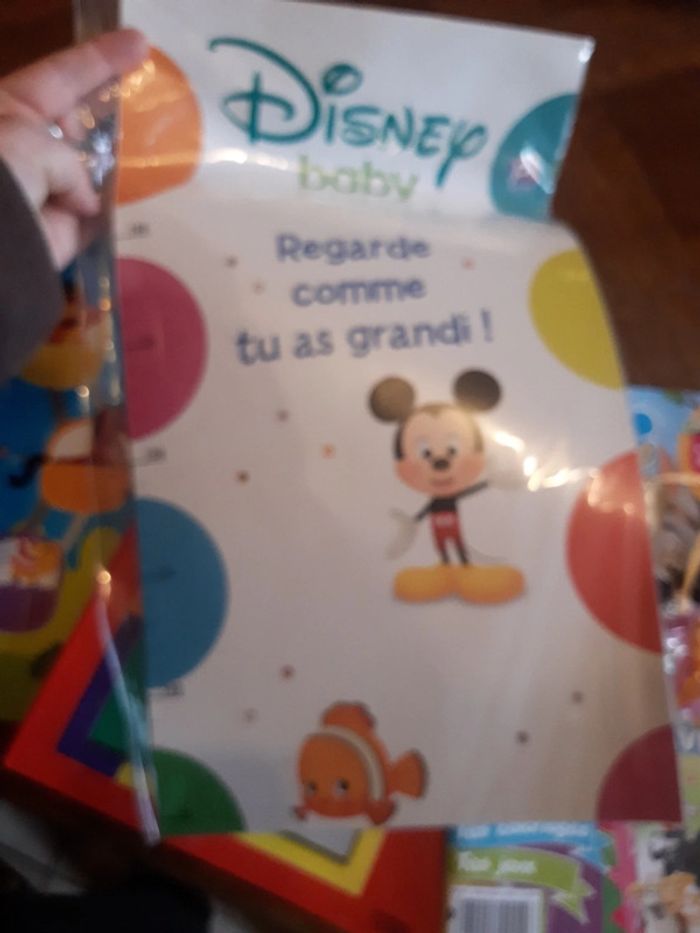 Disney
baby
Regarde
comme
tu as grandi !